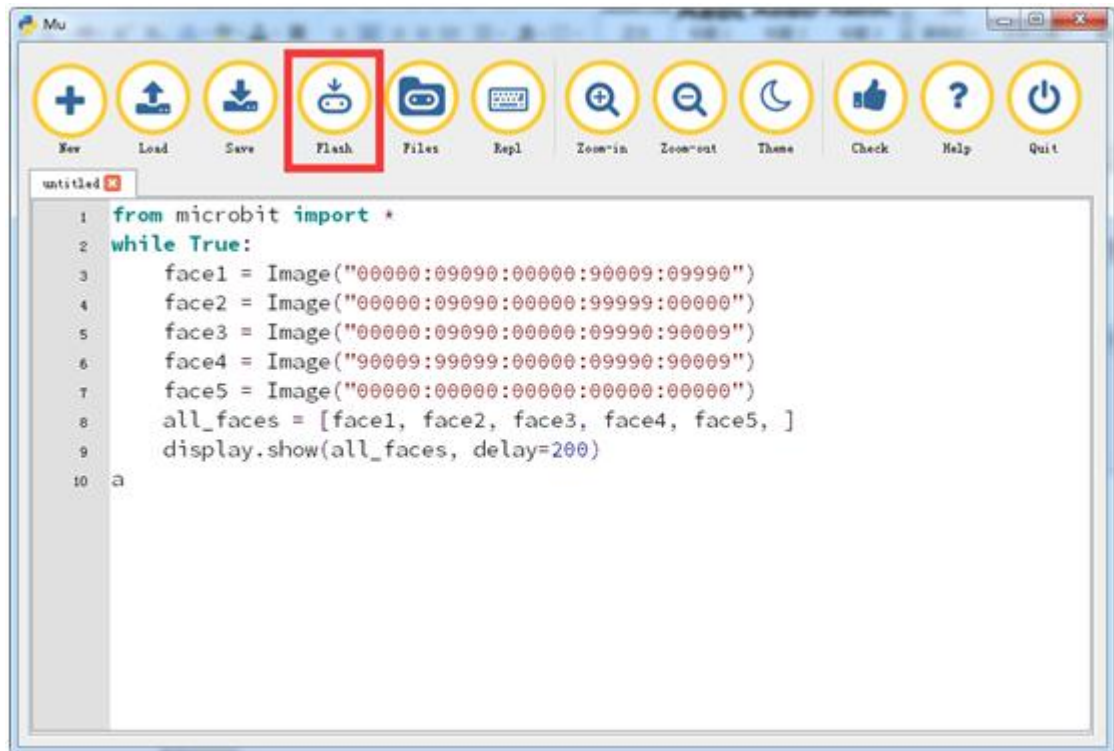 Mu
New Load Save Flash Files Repl Zoom-in Zoom-out Theme Check Help Quit
untitled
1 from microbit import *
2 while True:
3     face1 = Image("00000:09090:00000:90009:09990")
4     face2 = Image("00000:09090:00000:99999:00000")
5     face3 = Image("00000:09090:00000:09990:90009")
6     face4 = Image("90009:99099:00000:09990:90009")
7     face5 = Image("00000:00000:00000:00000:00000")
8     all_faces = [face1, face2, face3, face4, face5, ]
9     display.show(all_faces, delay=200)
10 a